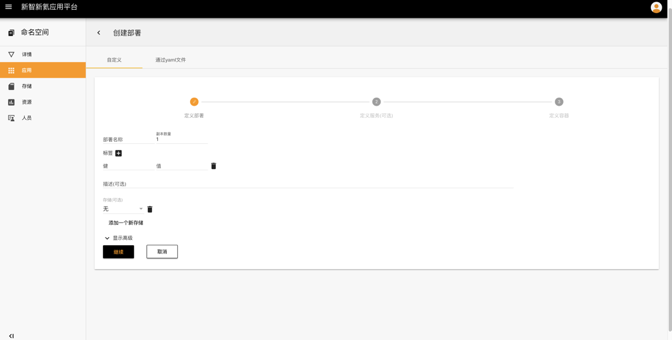 新智新氦应用平台
命名空间
创建部署
详情
应用
存储
资源
人员
自定义
通过yaml文件
1
2
3
定义部署
定义服务(可选)
定义容器
部署名称
副本数量
1
标签
键
值
描述(可选)
存储(可选)
无
添加一个新存储
显示高级
继续
取消